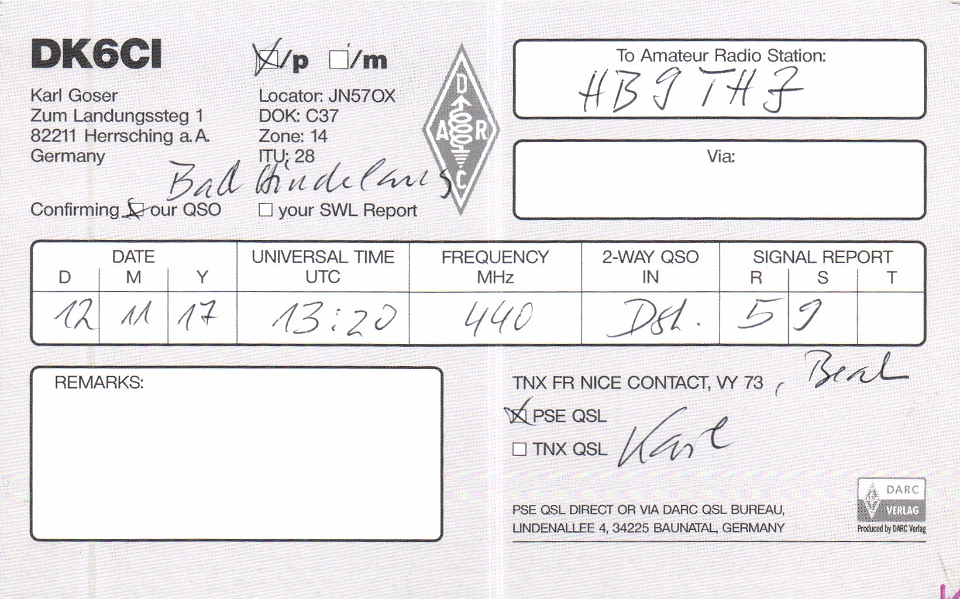 DK6CI
/p /m
Karl Goser
Zum Landungssteg 1
82211 Herrsching a.A.
Germany
Locator: JN57OX
DOK: C37
Zone: 14
ITU: 28
Bad Hindelang
Confirming our QSO your SWL Report
DARC
To Amateur Radio Station:
HB9THJ
Via:
DATE UNIVERSAL TIME FREQUENCY 2-WAY QSO SIGNAL REPORT
D M Y UTC MHz IN R S T
12 11 17 13:20 440 5 9
REMARKS:
TNX FR NICE CONTACT, VY 73, Beat
PSE QSL
TNX QSL Karl
PSE QSL DIRECT OR VIA DARC QSL BUREAU,
LINDENALLEE 4, 34225 BAUNATAL, GERMANY
DARC
VERLAG
Produced by DARC Verlag